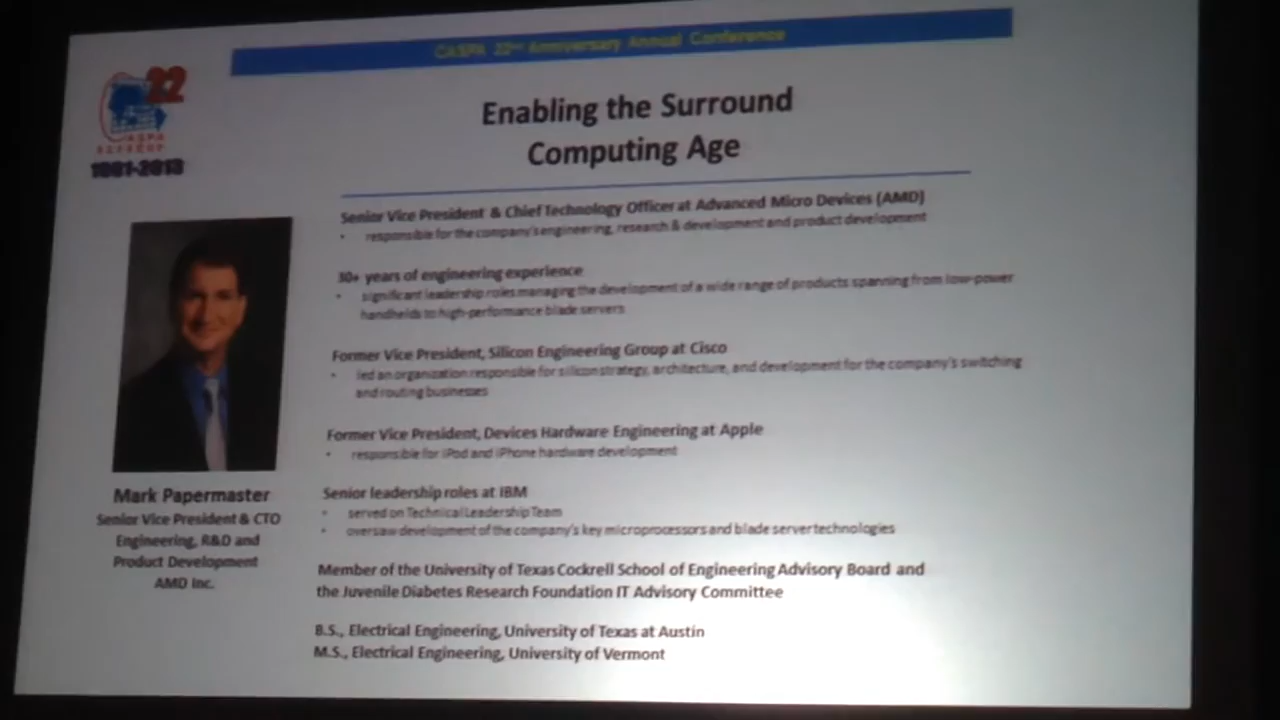 CASPA 22nd Anniversary Annual Conference
22
CASPA
1991-2013
Enabling the Surround
Computing Age
Senior Vice President & Chief Technology Officer at Advanced Micro Devices (AMD)
• responsible for the company's engineering, research & development and product development
30+ years of engineering experience
• significant leadership roles managing the development of a wide range of products spanning from low-power
handhelds to high-performance blade servers
Former Vice President, Silicon Engineering Group at Cisco
• led an organization responsible for silicon strategy, architecture, and development for the company's switching
and routing businesses
Former Vice President, Devices Hardware Engineering at Apple
• responsible for iPod and iPhone hardware development
Senior leadership roles at IBM
• served on Technical Leadership Team
• oversaw development of the company's key microprocessors and blade server technologies
Member of the University of Texas Cockrell School of Engineering Advisory Board and
the Juvenile Diabetes Research Foundation IT Advisory Committee
B.S., Electrical Engineering, University of Texas at Austin
M.S., Electrical Engineering, University of Vermont
Mark Papermaster
Senior Vice President & CTO
Engineering, R&D and
Product Development
AMD Inc.